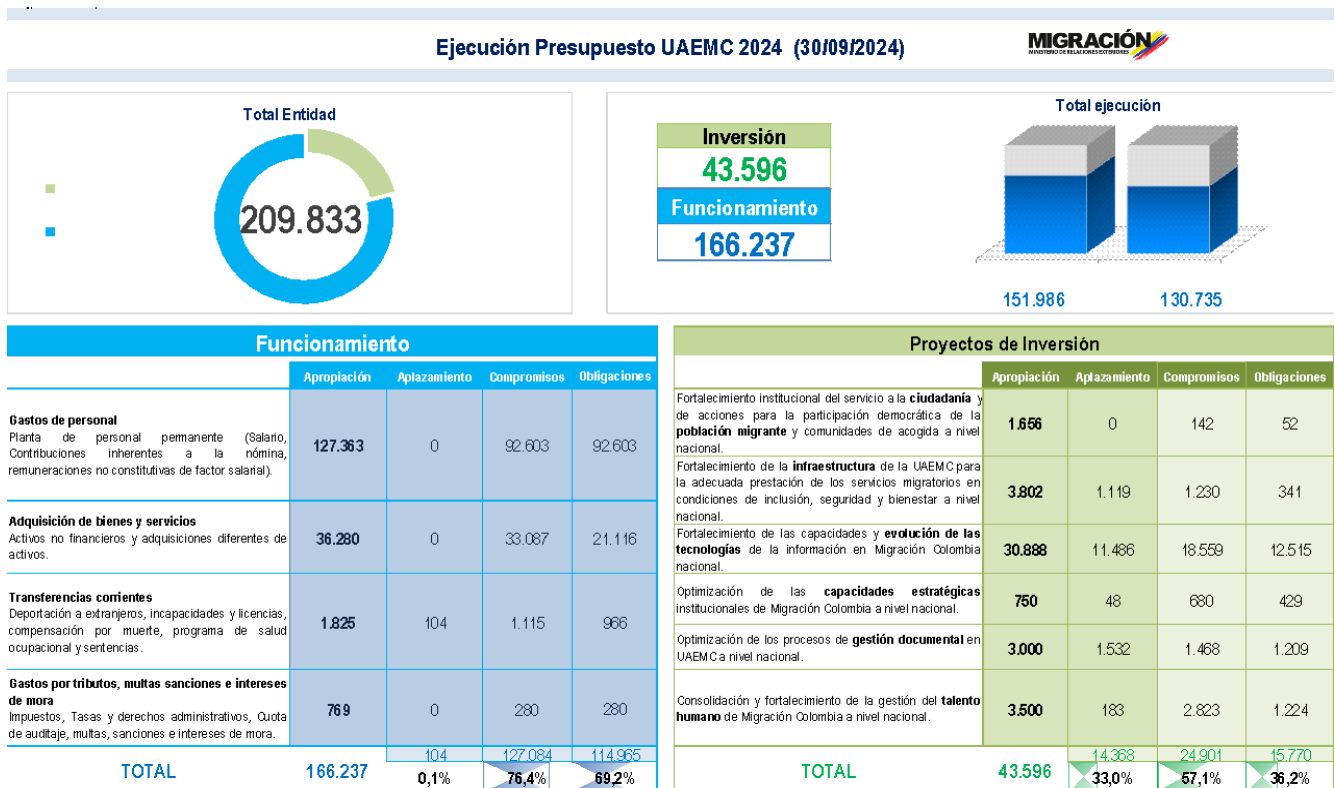 Ejecución Presupuesto UAEMC 2024 (30/09/2024)
MIGRACIÓN
MINISTERIO DE RELACIONES EXTERIORES
Total Entidad
209.833
Inversión
43.596
Funcionamiento
166.237
Total ejecución
151.986 130.735
Funcionamiento
Apropiación Aplazamiento Compromisos Obligaciones
Gastos de personal
Planta de personal permanente (Salario,
Contribuciones inherentes a la nómina,
remuneraciones no constitutivas de factor salarial).
127.363 0 92.603 92.603
Adquisición de bienes y servicios
Activos no financieros y adquisiciones diferentes de
activos.
36.280 0 33.087 21.116
Transferencias corrientes
Deportación a extranjeros, incapacidades y licencias,
compensación por muerte, programa de salud
ocupacional y sentencias.
1.825 104 1.115 966
Gastos por tributos, multas sanciones e intereses
de mora
Impuestos, Tasas y derechos administrativos, Cuota
de auditaje, multas, sanciones e intereses de mora.
769 0 280 280
TOTAL 166.237 104 127.084 114.965
0,1% 76,4% 69,2%
Proyectos de Inversión
Apropiación Aplazamiento Compromisos Obligaciones
Fortalecimiento institucional del servicio a la ciudadanía y
de acciones para la participación democrática de la
población migrante y comunidades de acogida a nivel
nacional.
1.656 0 142 52
Fortalecimiento de la infraestructura de la UAEMC para
la adecuada prestación de los servicios migratorios en
condiciones de inclusión, seguridad y bienestar a nivel
nacional.
3.802 1.119 1.230 341
Fortalecimiento de las capacidades y evolución de las
tecnologías de la información en Migración Colombia
nacional.
30.888 11.486 18.559 12.515
Optimización de las capacidades estratégicas
institucionales de Migración Colombia a nivel nacional.
750 48 680 429
Optimización de los procesos de gestión documental en
UAEMC a nivel nacional.
3.000 1.532 1.468 1.209
Consolidación y fortalecimiento de la gestión del talento
humano de Migración Colombia a nivel nacional.
3.500 183 2.823 1.224
TOTAL 43.596 14.368 24.901 15.770
33,0% 57,1% 36,2%